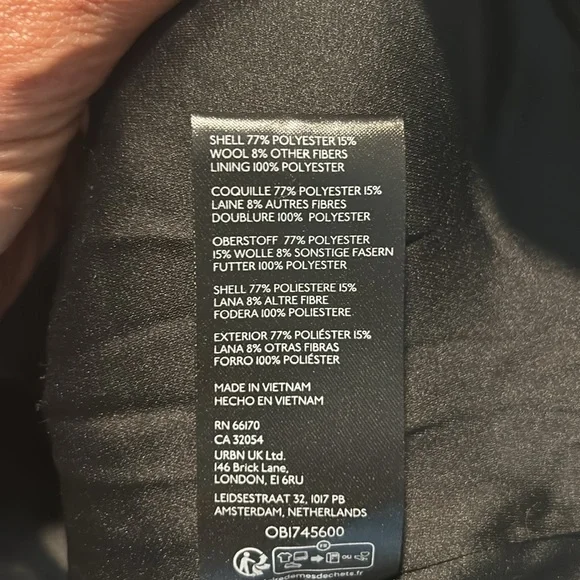 SHELL 77% POLYESTER 15%
WOOL 8% OTHER FIBERS
LINING 100% POLYESTER
COQUILLE 77% POLYESTER 15%
LAINE 8% AUTRES FIBRES
DOUBLURE 100% POLYESTER
OBERSTOFF 77% POLYESTER
15% WOLLE 8% SONSTIGE FASERN
FUTTER 100% POLYESTER
SHELL 77% POLIESTERE 15%
LANA 8% ALTRE FIBRE
FODERA 100% POLIESTERE
EXTERIOR 77% POLIÉSTER 15%
LANA 8% OTRAS FIBRAS
FORRO 100% POLIÉSTER
MADE IN VIETNAM
HECHO EN VIETNAM
RN 66170
CA 32054
URBN UK Ltd.
146 Brick Lane,
LONDON, E1 6RU
LEIDSESTRAAT 32, 1017 PB
AMSTERDAM, NETHERLANDS
OB1745600
FR
OU